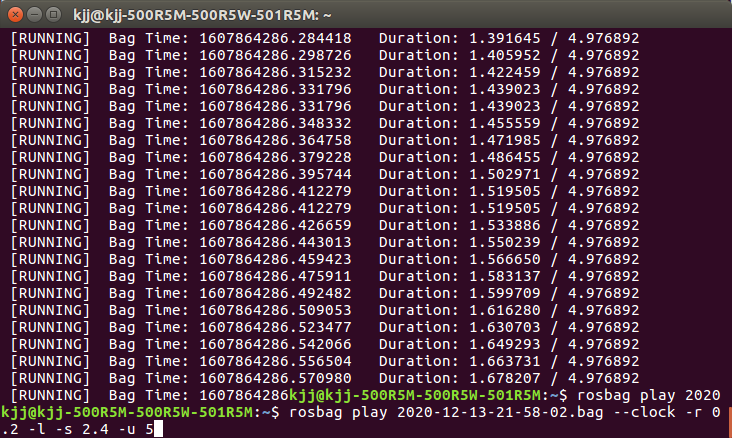 kjj@kjj-500R5M-500R5W-501R5M: ~
[RUNNING]  Bag Time: 1607864286.284418   Duration: 1.391645 / 4.976892
[RUNNING]  Bag Time: 1607864286.298726   Duration: 1.405952 / 4.976892
[RUNNING]  Bag Time: 1607864286.315232   Duration: 1.422459 / 4.976892
[RUNNING]  Bag Time: 1607864286.331796   Duration: 1.439023 / 4.976892
[RUNNING]  Bag Time: 1607864286.331796   Duration: 1.439023 / 4.976892
[RUNNING]  Bag Time: 1607864286.348332   Duration: 1.455559 / 4.976892
[RUNNING]  Bag Time: 1607864286.364758   Duration: 1.471985 / 4.976892
[RUNNING]  Bag Time: 1607864286.379228   Duration: 1.486455 / 4.976892
[RUNNING]  Bag Time: 1607864286.395744   Duration: 1.502971 / 4.976892
[RUNNING]  Bag Time: 1607864286.412279   Duration: 1.519505 / 4.976892
[RUNNING]  Bag Time: 1607864286.412279   Duration: 1.519505 / 4.976892
[RUNNING]  Bag Time: 1607864286.426659   Duration: 1.533886 / 4.976892
[RUNNING]  Bag Time: 1607864286.443013   Duration: 1.550239 / 4.976892
[RUNNING]  Bag Time: 1607864286.459423   Duration: 1.566650 / 4.976892
[RUNNING]  Bag Time: 1607864286.475911   Duration: 1.583137 / 4.976892
[RUNNING]  Bag Time: 1607864286.492482   Duration: 1.599709 / 4.976892
[RUNNING]  Bag Time: 1607864286.509053   Duration: 1.616280 / 4.976892
[RUNNING]  Bag Time: 1607864286.523477   Duration: 1.630703 / 4.976892
[RUNNING]  Bag Time: 1607864286.542066   Duration: 1.649293 / 4.976892
[RUNNING]  Bag Time: 1607864286.556504   Duration: 1.663731 / 4.976892
[RUNNING]  Bag Time: 1607864286.570980   Duration: 1.678207 / 4.976892
[RUNNING]  Bag Time: 1607864286kjj@kjj-500R5M-500R5W-501R5M:~$ rosbag play 2020
kjj@kjj-500R5M-500R5W-501R5M:~$ rosbag play 2020-12-13-21-58-02.bag --clock -r 0
.2 -l -s 2.4 -u 5